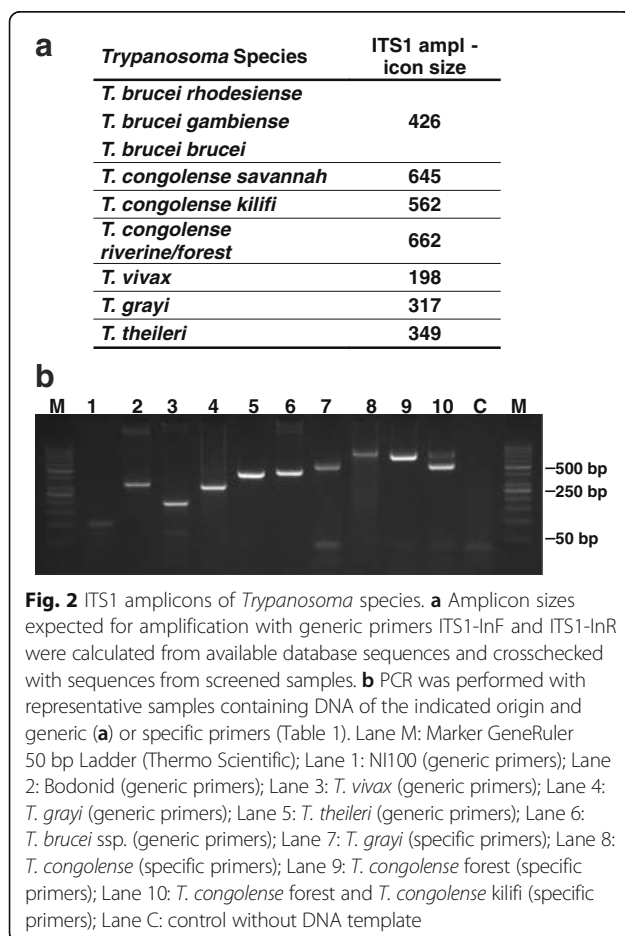 a
Trypanosoma Species
ITS1 ampl -
icon size
T. brucei rhodesiense
T. brucei gambiense
426
T. brucei brucei
T. congolense savannah 645
T. congolense kilifi 562
T. congolense
riverine/forest
662
T. vivax 198
T. grayi 317
T. theileri 349
b
M 1 2 3 4 5 6 7 8 9 10 C M
–500 bp
–250 bp
–50 bp
Fig. 2 ITS1 amplicons of Trypanosoma species. a Amplicon sizes
expected for amplification with generic primers ITS1-InF and ITS1-InR
were calculated from available database sequences and crosschecked
with sequences from screened samples. b PCR was performed with
representative samples containing DNA of the indicated origin and
generic (a) or specific primers (Table 1). Lane M: Marker GeneRuler
50 bp Ladder (Thermo Scientific); Lane 1: NI100 (generic primers); Lane
2: Bodonid (generic primers); Lane 3: T. vivax (generic primers); Lane 4:
T. grayi (generic primers); Lane 5: T. theileri (generic primers); Lane 6:
T. brucei ssp. (generic primers); Lane 7: T. grayi (specific primers); Lane 8:
T. congolense (specific primers); Lane 9: T. congolense forest (specific
primers); Lane 10: T. congolense forest and T. congolense kilifi (specific
primers); Lane C: control without DNA template